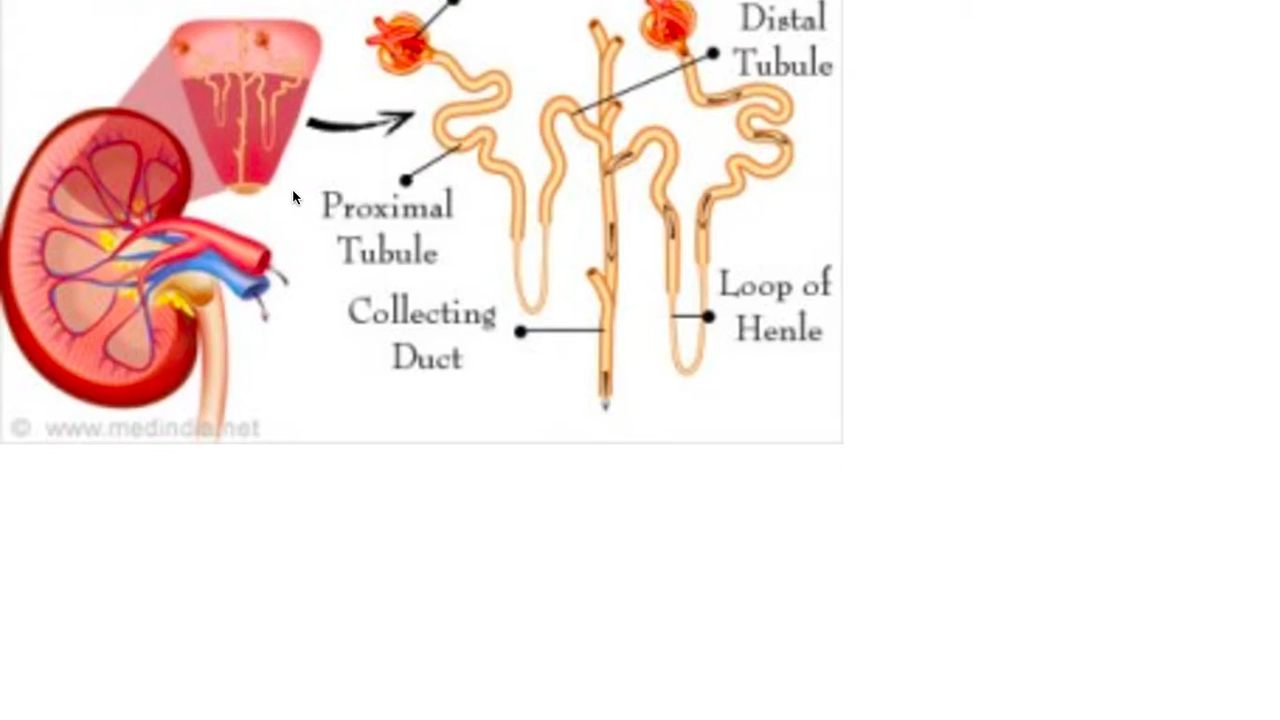 Distal
Tubule
Proximal
Tubule
Collecting
Duct
Loop of
Henle
© www.medindia.net